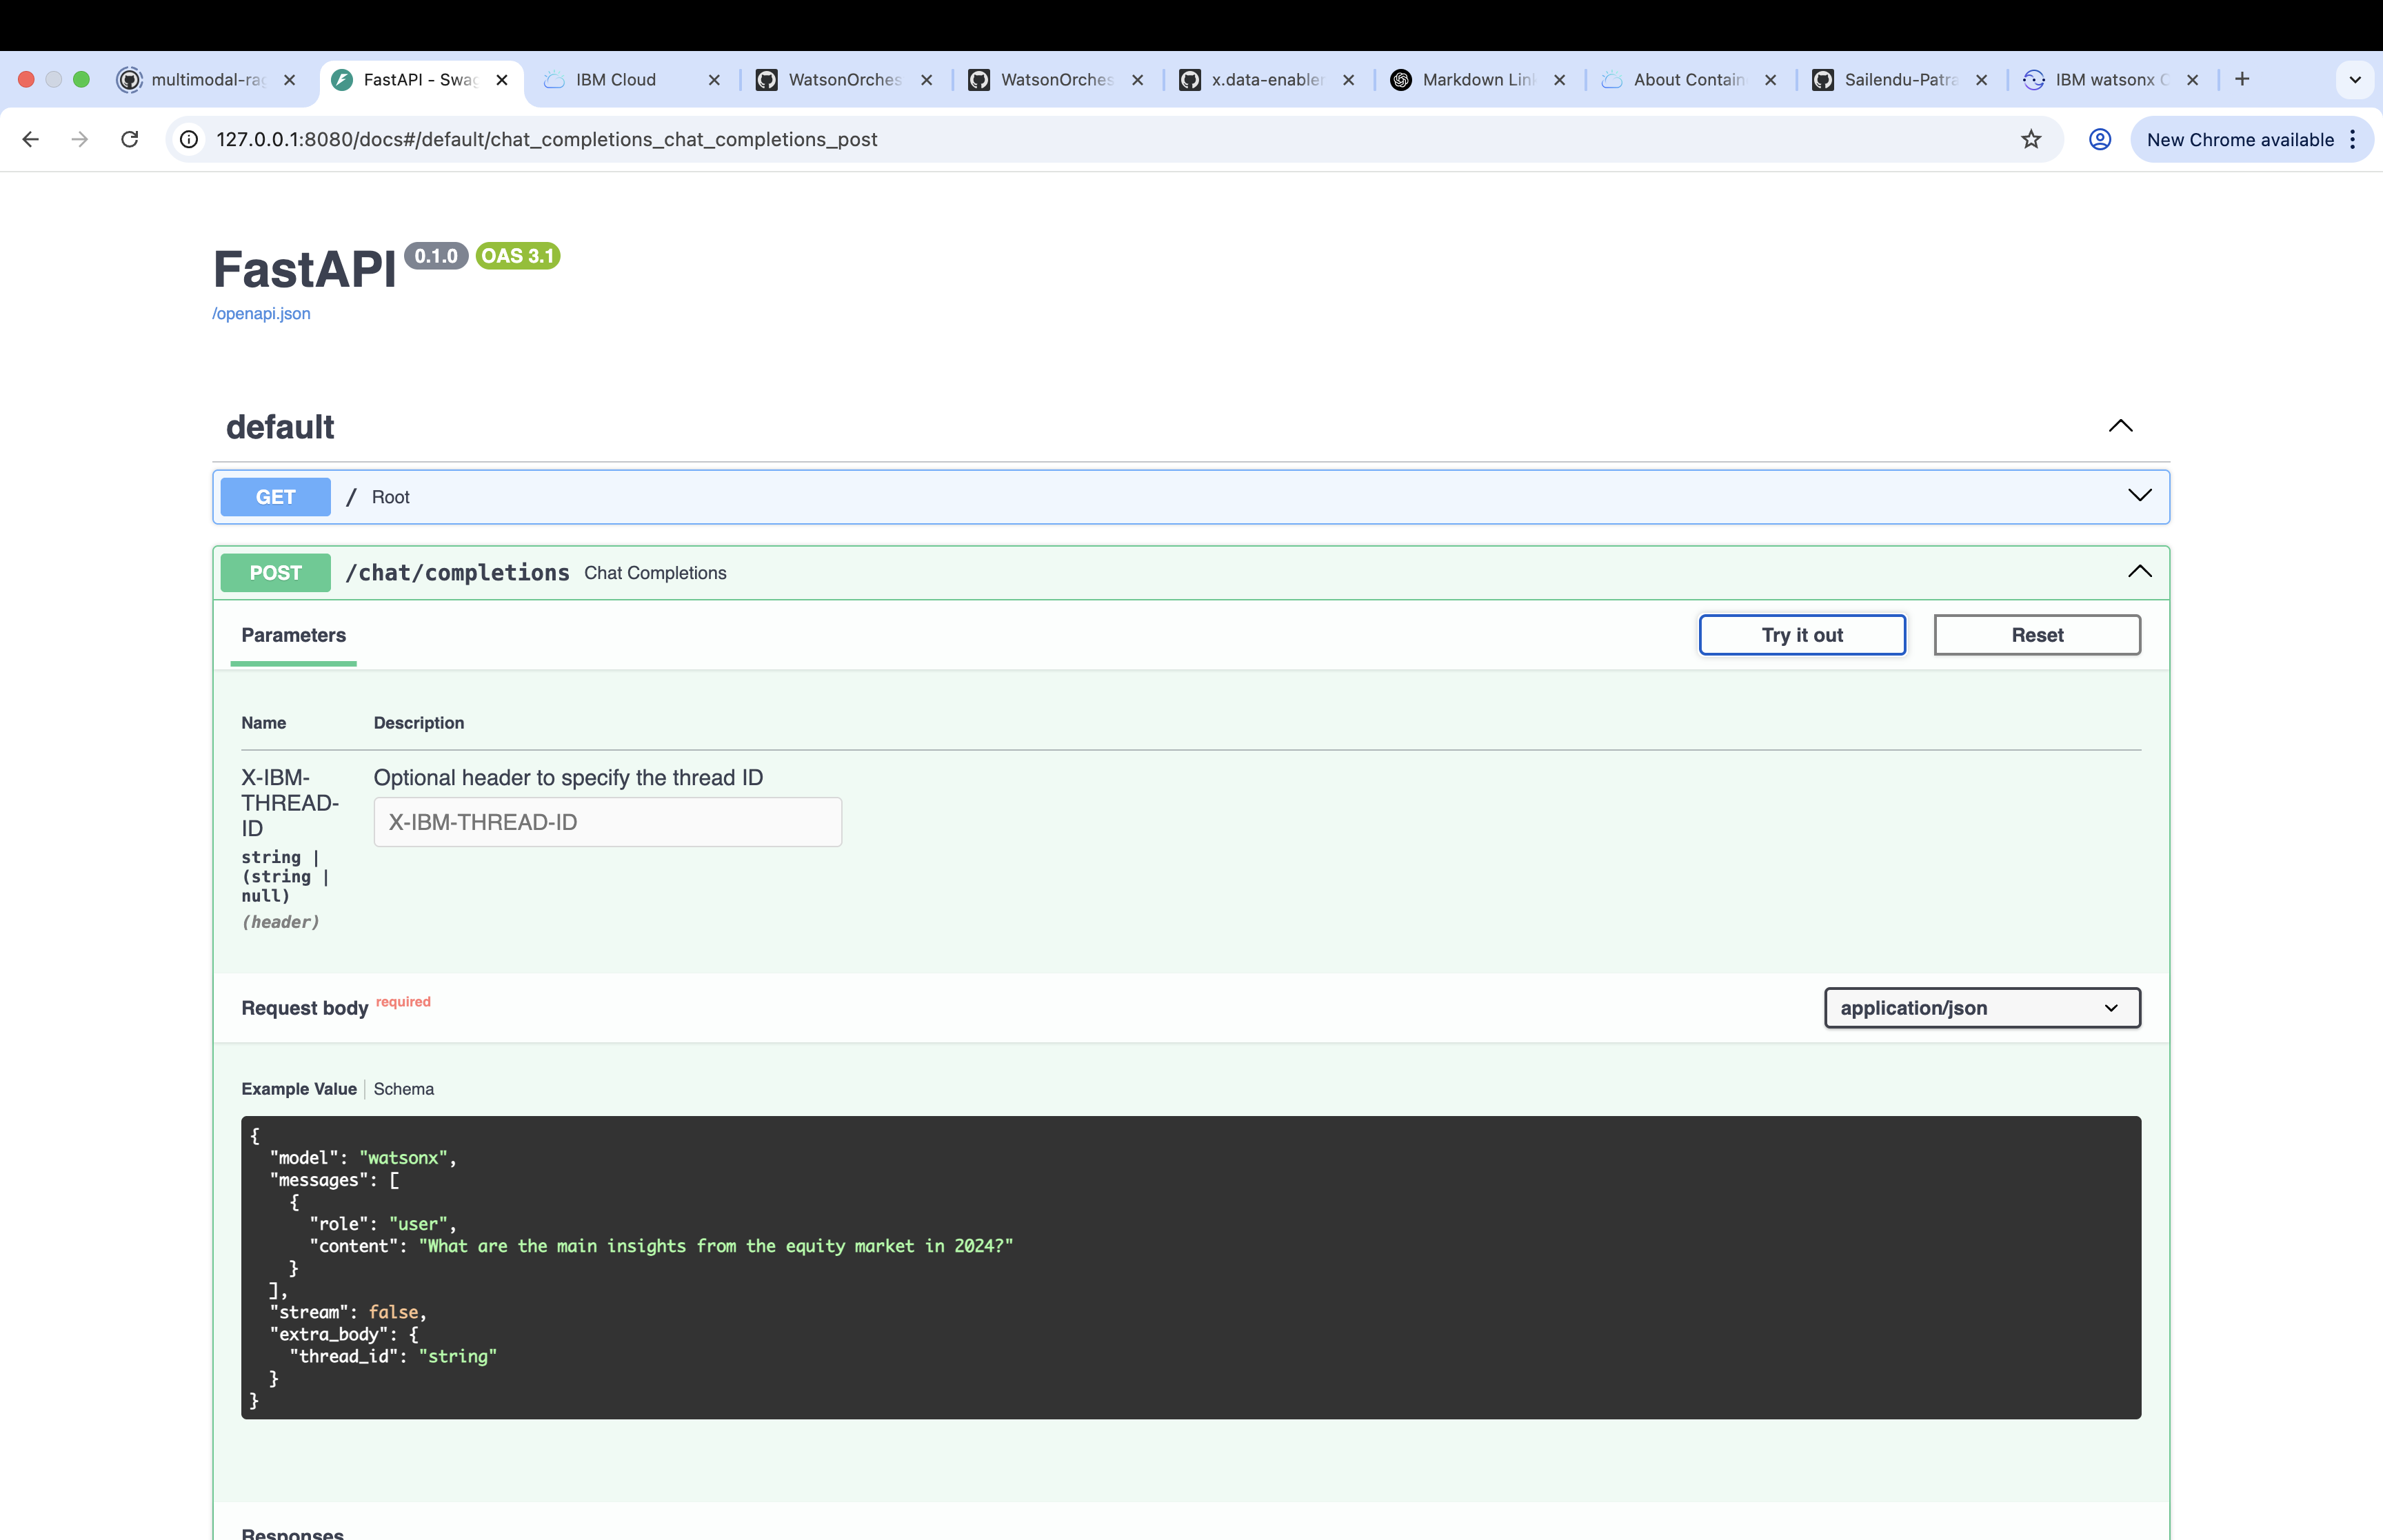 multimodal-rag
FastAPI - Swag
IBM Cloud
WatsonOrches
WatsonOrches
x.data-enabler
Markdown Link
About Contain
Sailendu-Patra
IBM watsonx O
127.0.0.1:8080/docs#/default/chat_completions_chat_completions_post
New Chrome available
FastAPI 0.1.0 OAS 3.1
/openapi.json
default
GET / Root
POST /chat/completions Chat Completions
Parameters
Try it out
Reset
Name Description
X-IBM-
THREAD-
ID
string |
(string |
null)
(header)
Optional header to specify the thread ID
X-IBM-THREAD-ID
Request body required
application/json
Example Value | Schema
{
"model": "watsonx",
"messages": [
{
"role": "user",
"content": "What are the main insights from the equity market in 2024?"
}
],
"stream": false,
"extra_body": {
"thread_id": "string"
}
}
Responses